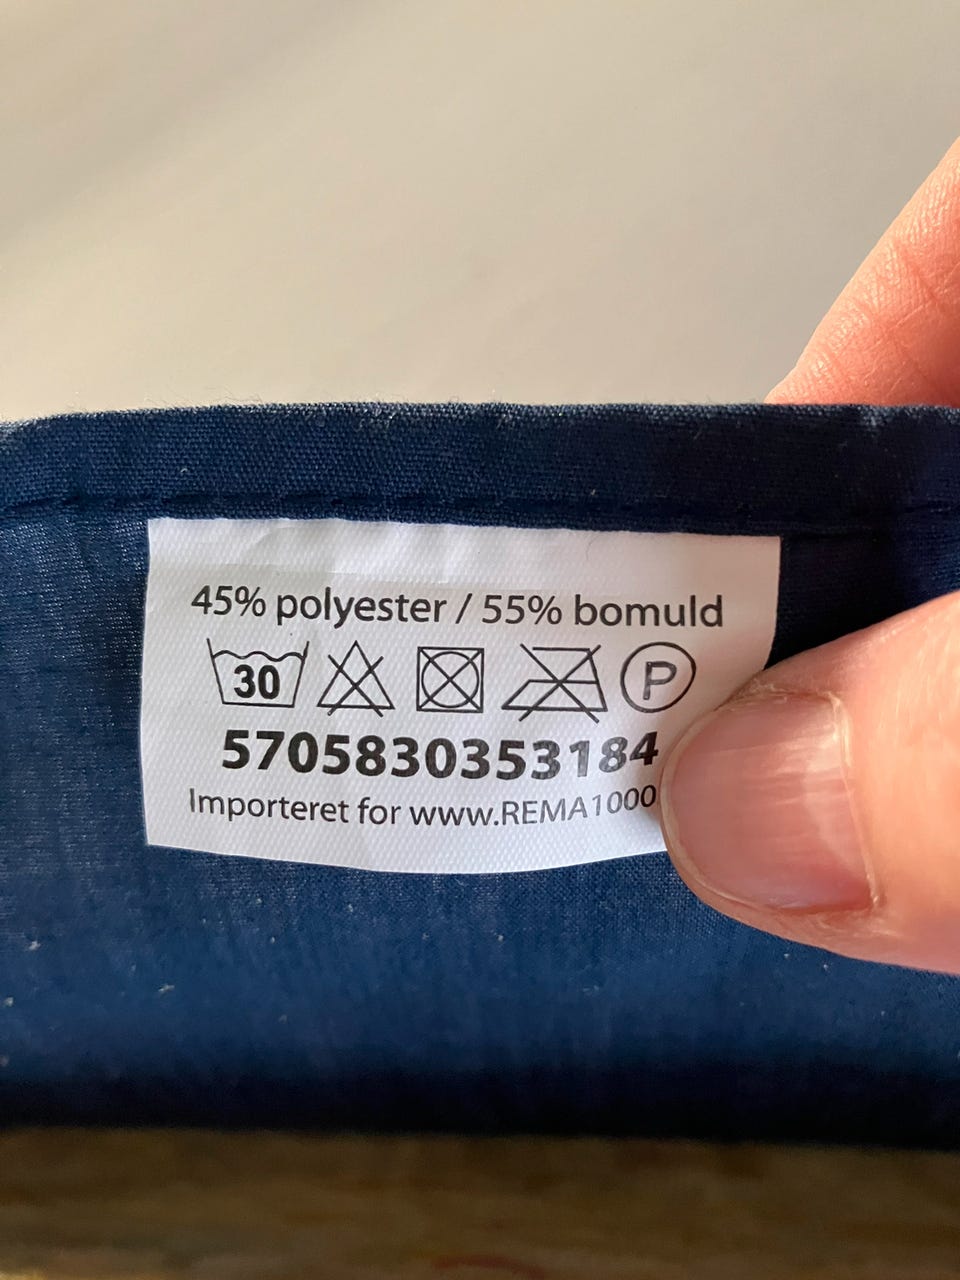 45% polyester / 55% bomuld
30 P
5705830353184
Importeret for www.REMA1000